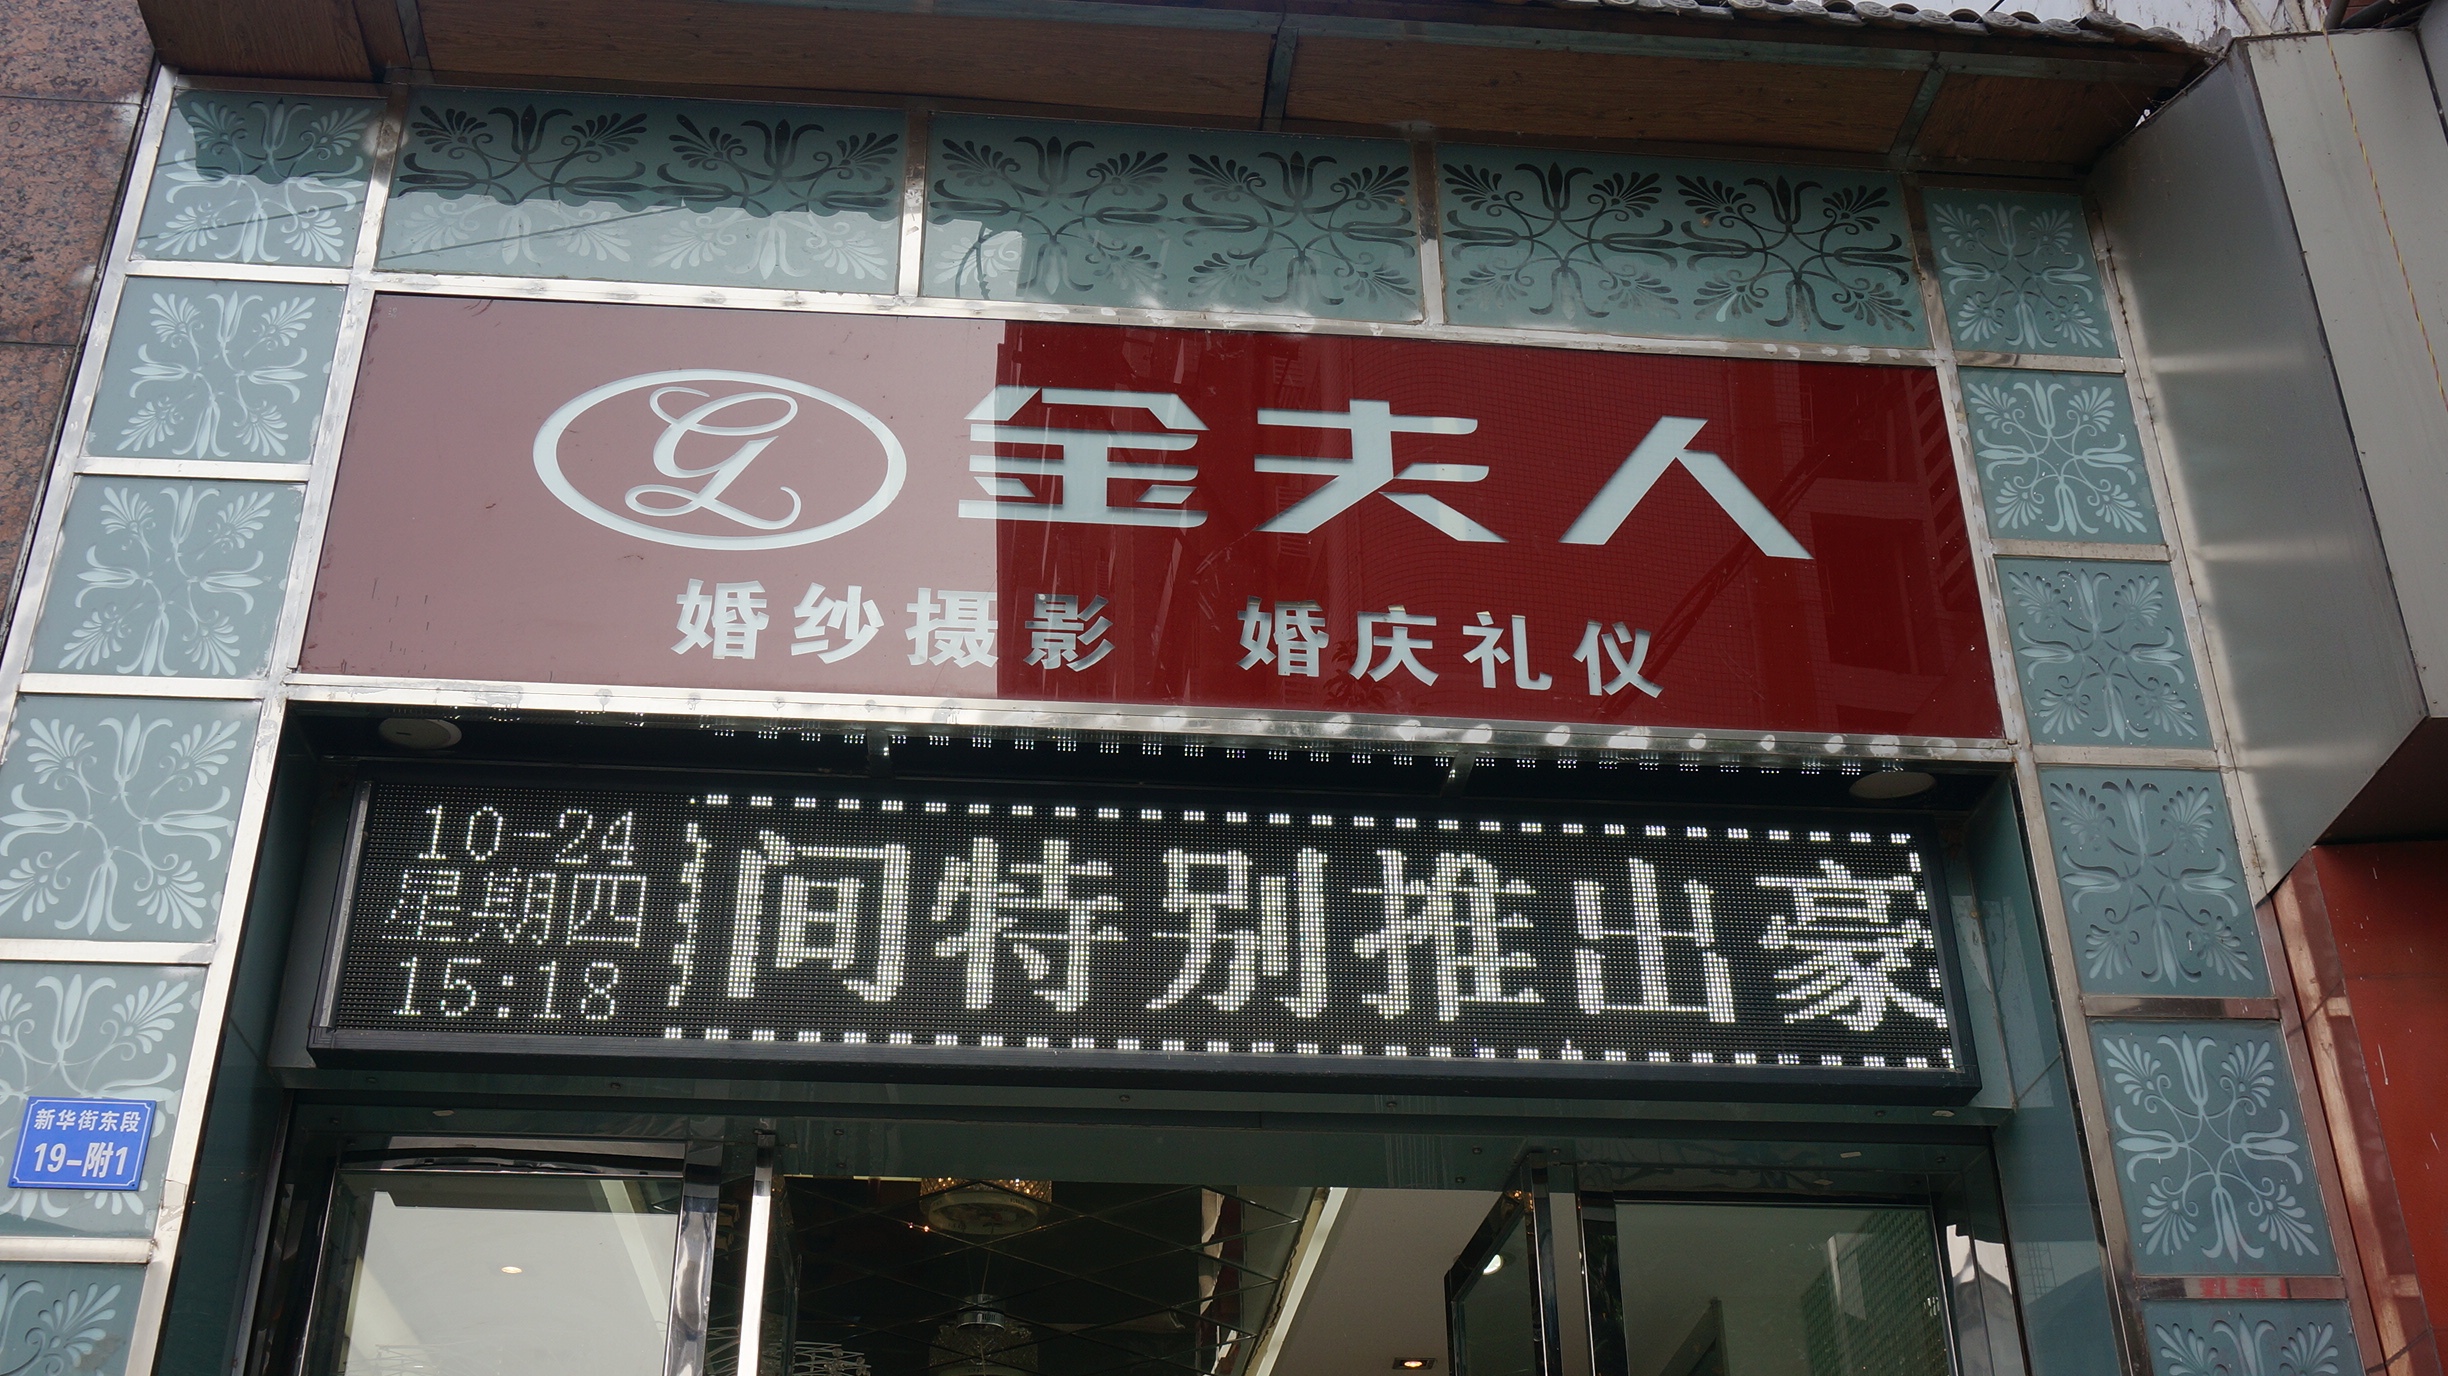 GL 金夫人
婚纱摄影 婚庆礼仪
10-24
星期四
15:18
间特别推出豪
新华街东段
19-附1